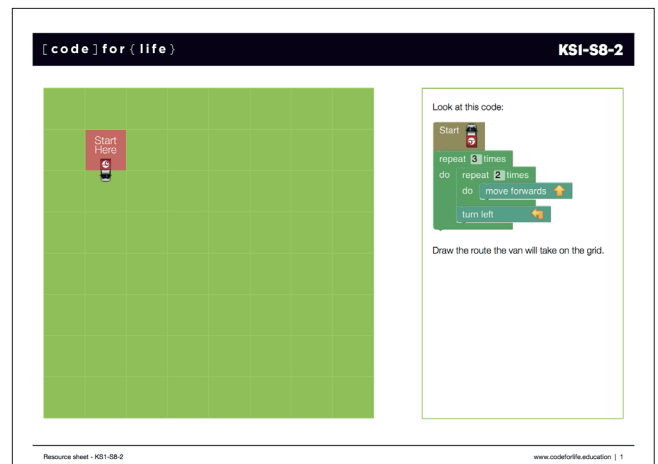 [code]for{life}
KS1-S8-2
Start
Here
Look at this code:
Start
repeat 3 times
do repeat 2 times
do move forwards
turn left
Draw the route the van will take on the grid.
Resource sheet - KS1-S8-2
www.codeforlife.education | 1